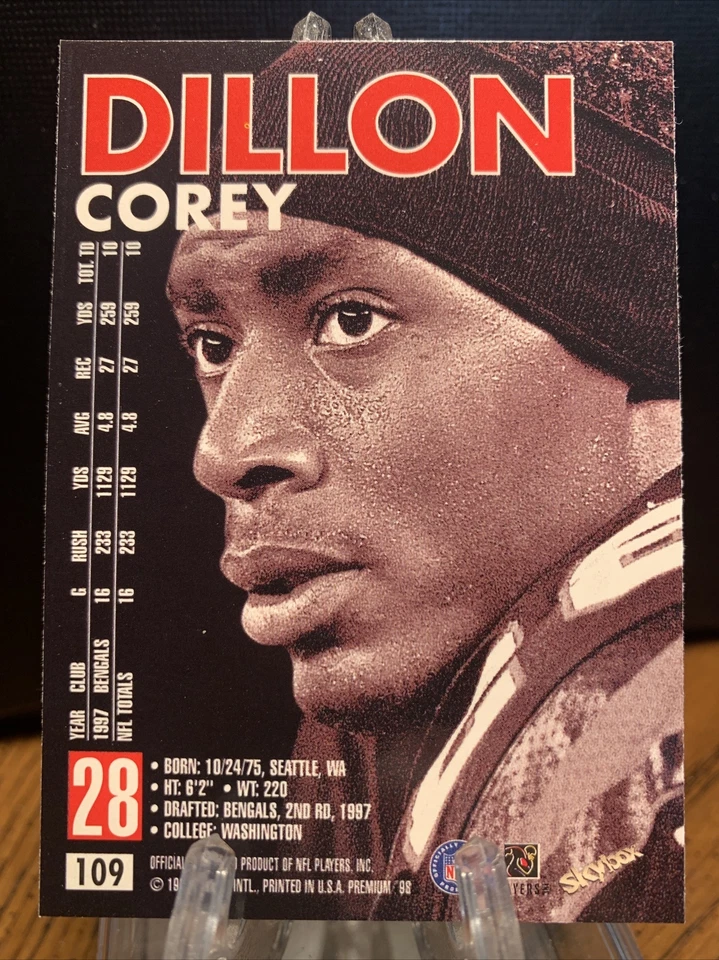 DILLON
COREY
YEAR CLUB G RUSH YDS AVG REC YDS TOT. TD
1997 BENGALS 16 233 1129 4.8 27 259 10
NFL TOTALS 16 233 1129 4.8 27 259 10
28
• BORN: 10/24/75, SEATTLE, WA
• HT: 6'2" • WT: 220
• DRAFTED: BENGALS, 2ND RD, 1997
• COLLEGE: WASHINGTON
109
OFFICIAL PRODUCT OF NFL PLAYERS, INC.
© INTL., PRINTED IN U.S.A. PREMIUM '98
OFFICIALLY
NFL
SkyBox